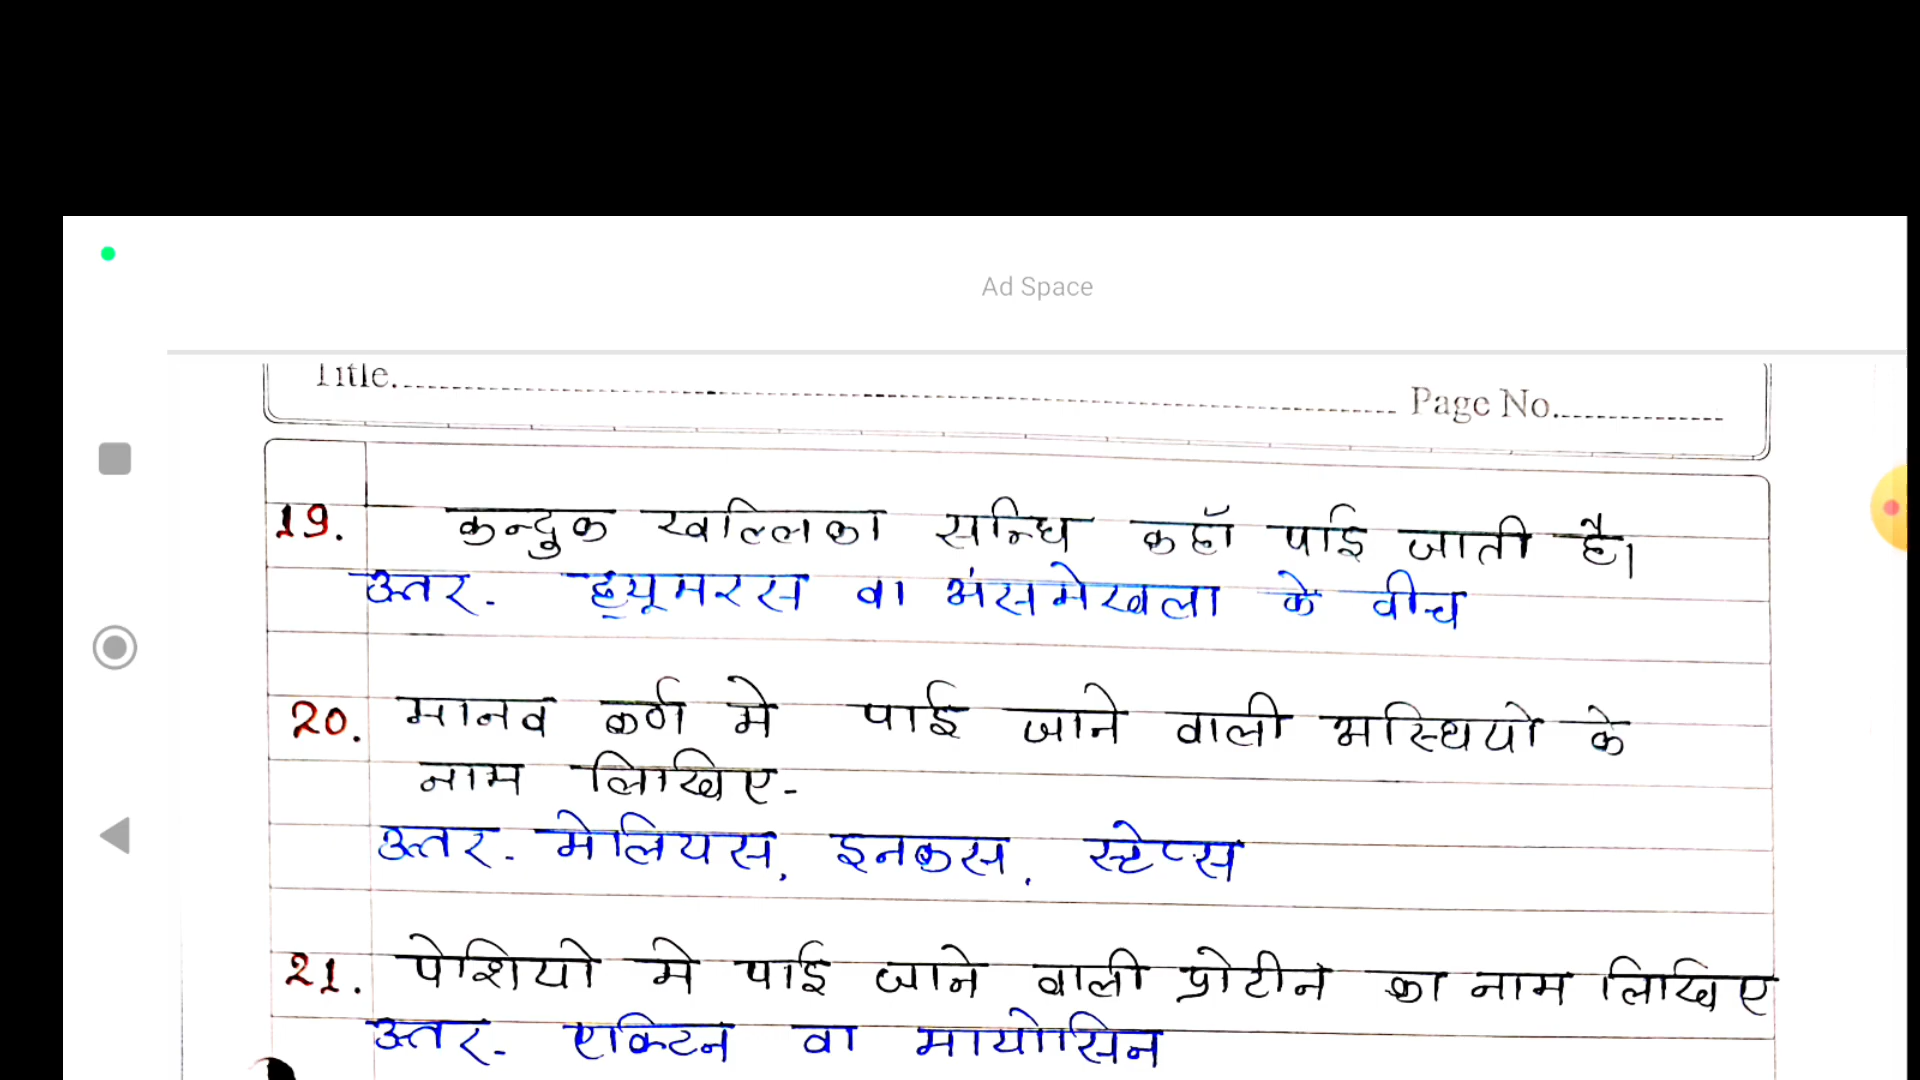 Ad Space
Title.
Page No.
19. कन्दुक खल्लिका सन्धि कहाँ पाई जाती है।
उत्तर. ह्यूमरस वा अंसमेखला के वीच
20. मानव कर्ण मे पाई जाने वाली अस्थियो के
नाम लिखिए-
उत्तर. मेलियस, इनकस, स्टेप्स
21. पेशियो मे पाई जाने वाली प्रोटीन का नाम लिखिए
उत्तर. एक्टिन वा मायोसिन